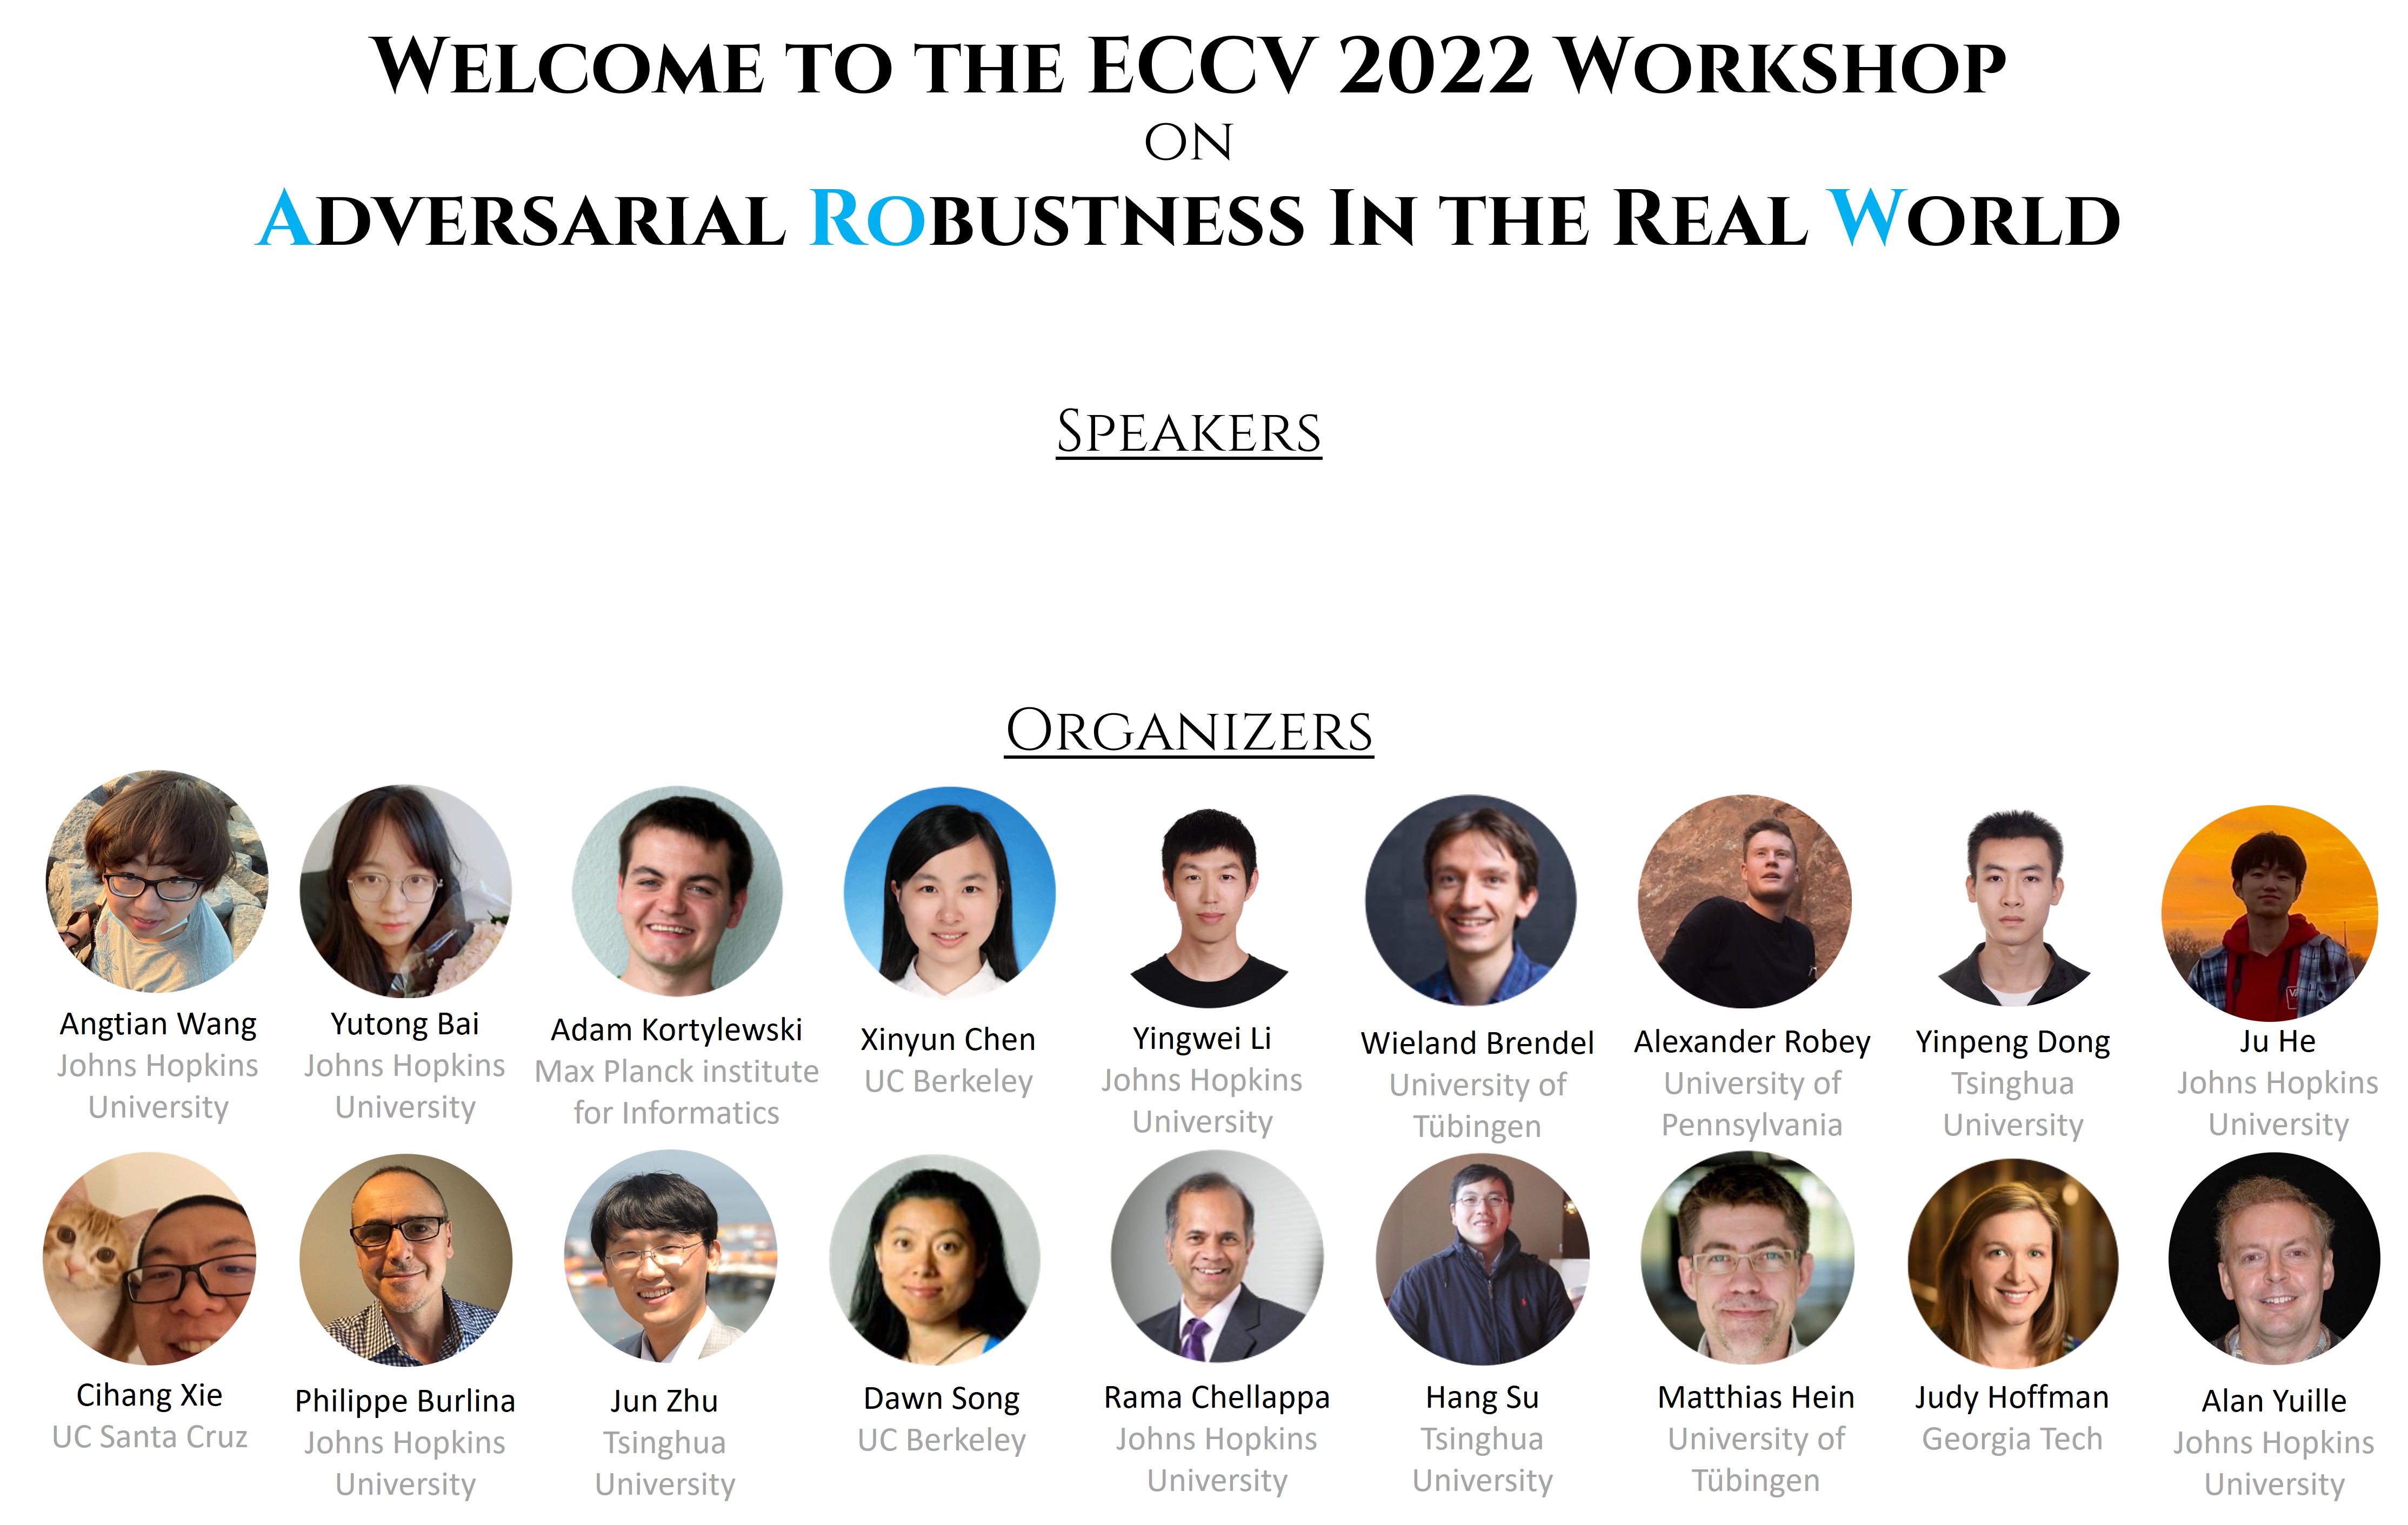 WELCOME TO THE ECCV 2022 WORKSHOP
ON
ADVERSARIAL ROBUSTNESS IN THE REAL WORLD
SPEAKERS
ORGANIZERS
Angtian Wang
Johns Hopkins
University
Yutong Bai
Johns Hopkins
University
Adam Kortylewski
Max Planck institute
for Informatics
Xinyun Chen
UC Berkeley
Yingwei Li
Johns Hopkins
University
Wieland Brendel
University of
Tübingen
Alexander Robey
University of
Pennsylvania
Yinpeng Dong
Tsinghua
University
Ju He
Johns Hopkins
University
Cihang Xie
UC Santa Cruz
Philippe Burlina
Johns Hopkins
University
Jun Zhu
Tsinghua
University
Dawn Song
UC Berkeley
Rama Chellappa
Johns Hopkins
University
Hang Su
Tsinghua
University
Matthias Hein
University of
Tübingen
Judy Hoffman
Georgia Tech
Alan Yuille
Johns Hopkins
University